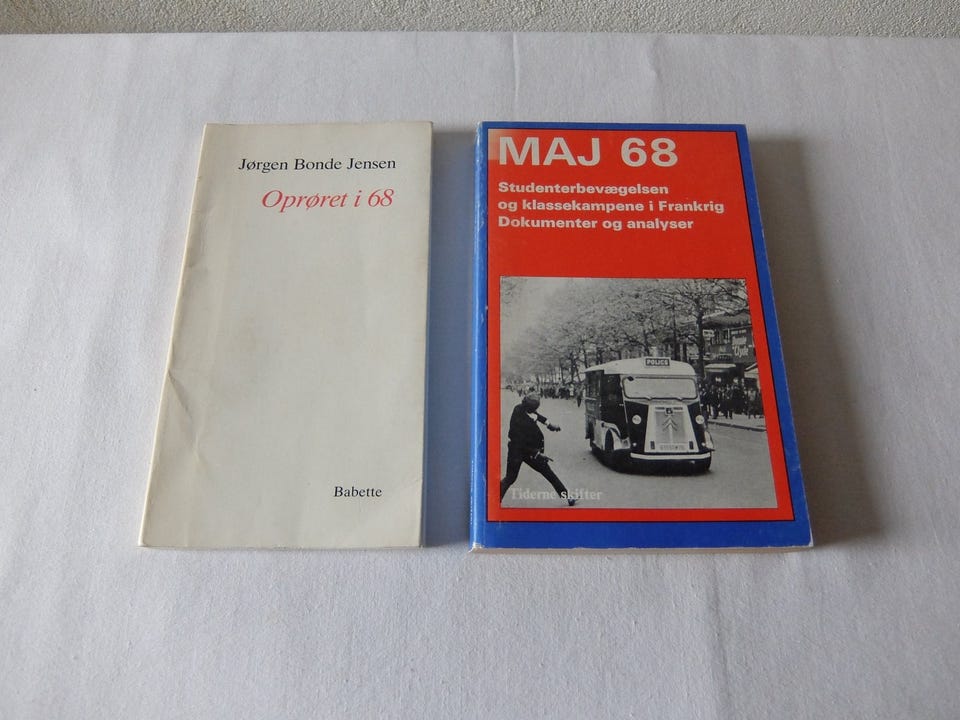 Jørgen Bonde Jensen
Oprøret i 68
Babette
MAJ 68
Studenterbevægelsen
og klassekampene i Frankrig
Dokumenter og analyser
POLICE
Tiderne skifter